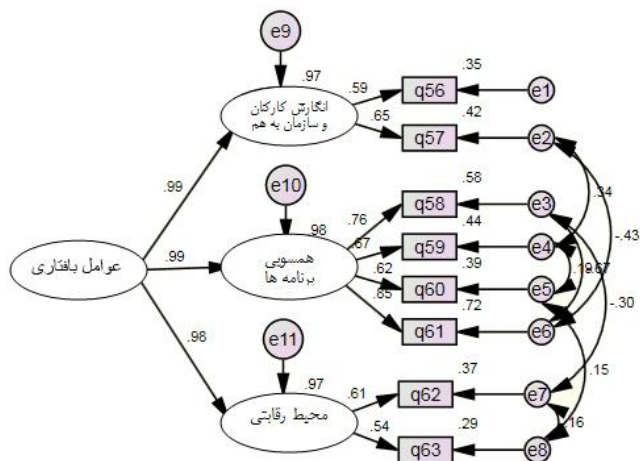 e9
.97
.59
.35
انگارش کارکنان
و سازمان به هم
q56
e1
.65
.42
q57
e2
.99
e10
.98
.76
.58
q58
e3
.34
-.43
.67
.44
q59
e4
عوامل بافتاری
.99
همسویی
برنامه ها
.62
.39
q60
e5
.19
-.67
-.30
.85
.72
q61
e6
.98
e11
.97
.61
.37
q62
e7
.15
محیط رقابتی
.54
.29
q63
e8
.16